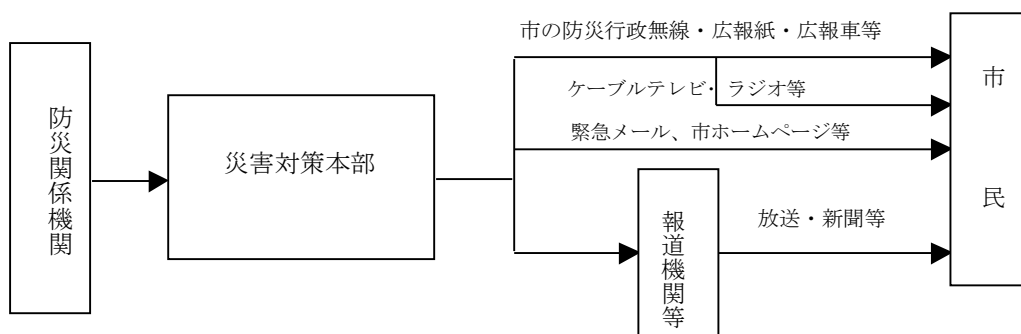 防災関係機関
災害対策本部
市の防災行政無線・広報紙・広報車等
ケーブルテレビ・ラジオ等
緊急メール、市ホームページ等
報道機関等
放送・新聞等
市民